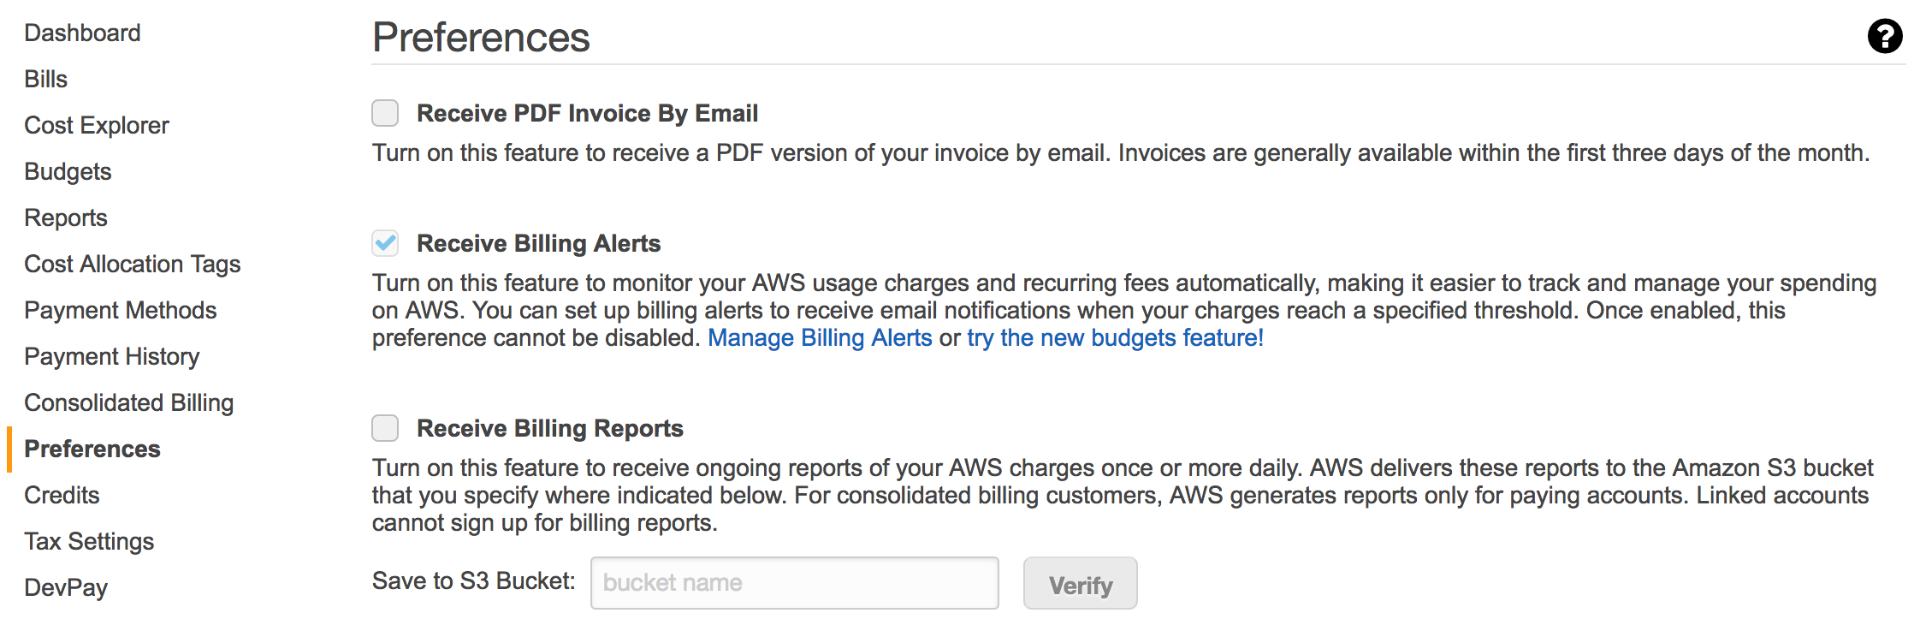 Dashboard
Bills
Cost Explorer
Budgets
Reports
Cost Allocation Tags
Payment Methods
Payment History
Consolidated Billing
Preferences
Credits
Tax Settings
DevPay
Preferences
?
Receive PDF Invoice By Email
Turn on this feature to receive a PDF version of your invoice by email. Invoices are generally available within the first three days of the month.
Receive Billing Alerts
Turn on this feature to monitor your AWS usage charges and recurring fees automatically, making it easier to track and manage your spending
on AWS. You can set up billing alerts to receive email notifications when your charges reach a specified threshold. Once enabled, this
preference cannot be disabled. Manage Billing Alerts or try the new budgets feature!
Receive Billing Reports
Turn on this feature to receive ongoing reports of your AWS charges once or more daily. AWS delivers these reports to the Amazon S3 bucket
that you specify where indicated below. For consolidated billing customers, AWS generates reports only for paying accounts. Linked accounts
cannot sign up for billing reports.
Save to S3 Bucket: bucket name Verify